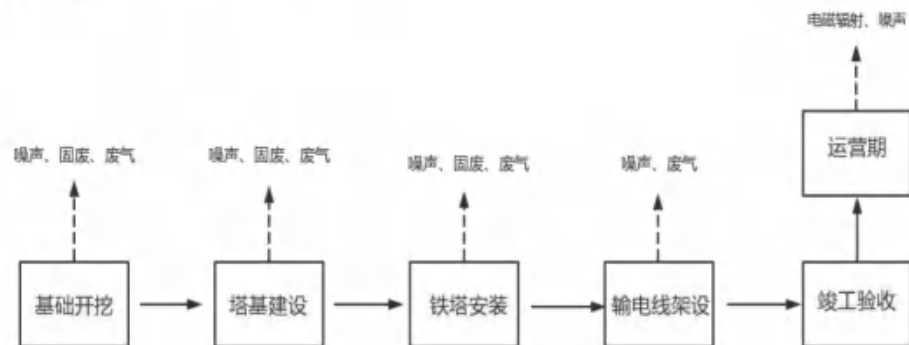 电磁辐射、噪声
运营期
噪声、固废、废气
噪声、固废、废气
噪声、固废、废气
噪声、废气
基础开挖
塔基建设
铁塔安装
输电线架设
竣工验收